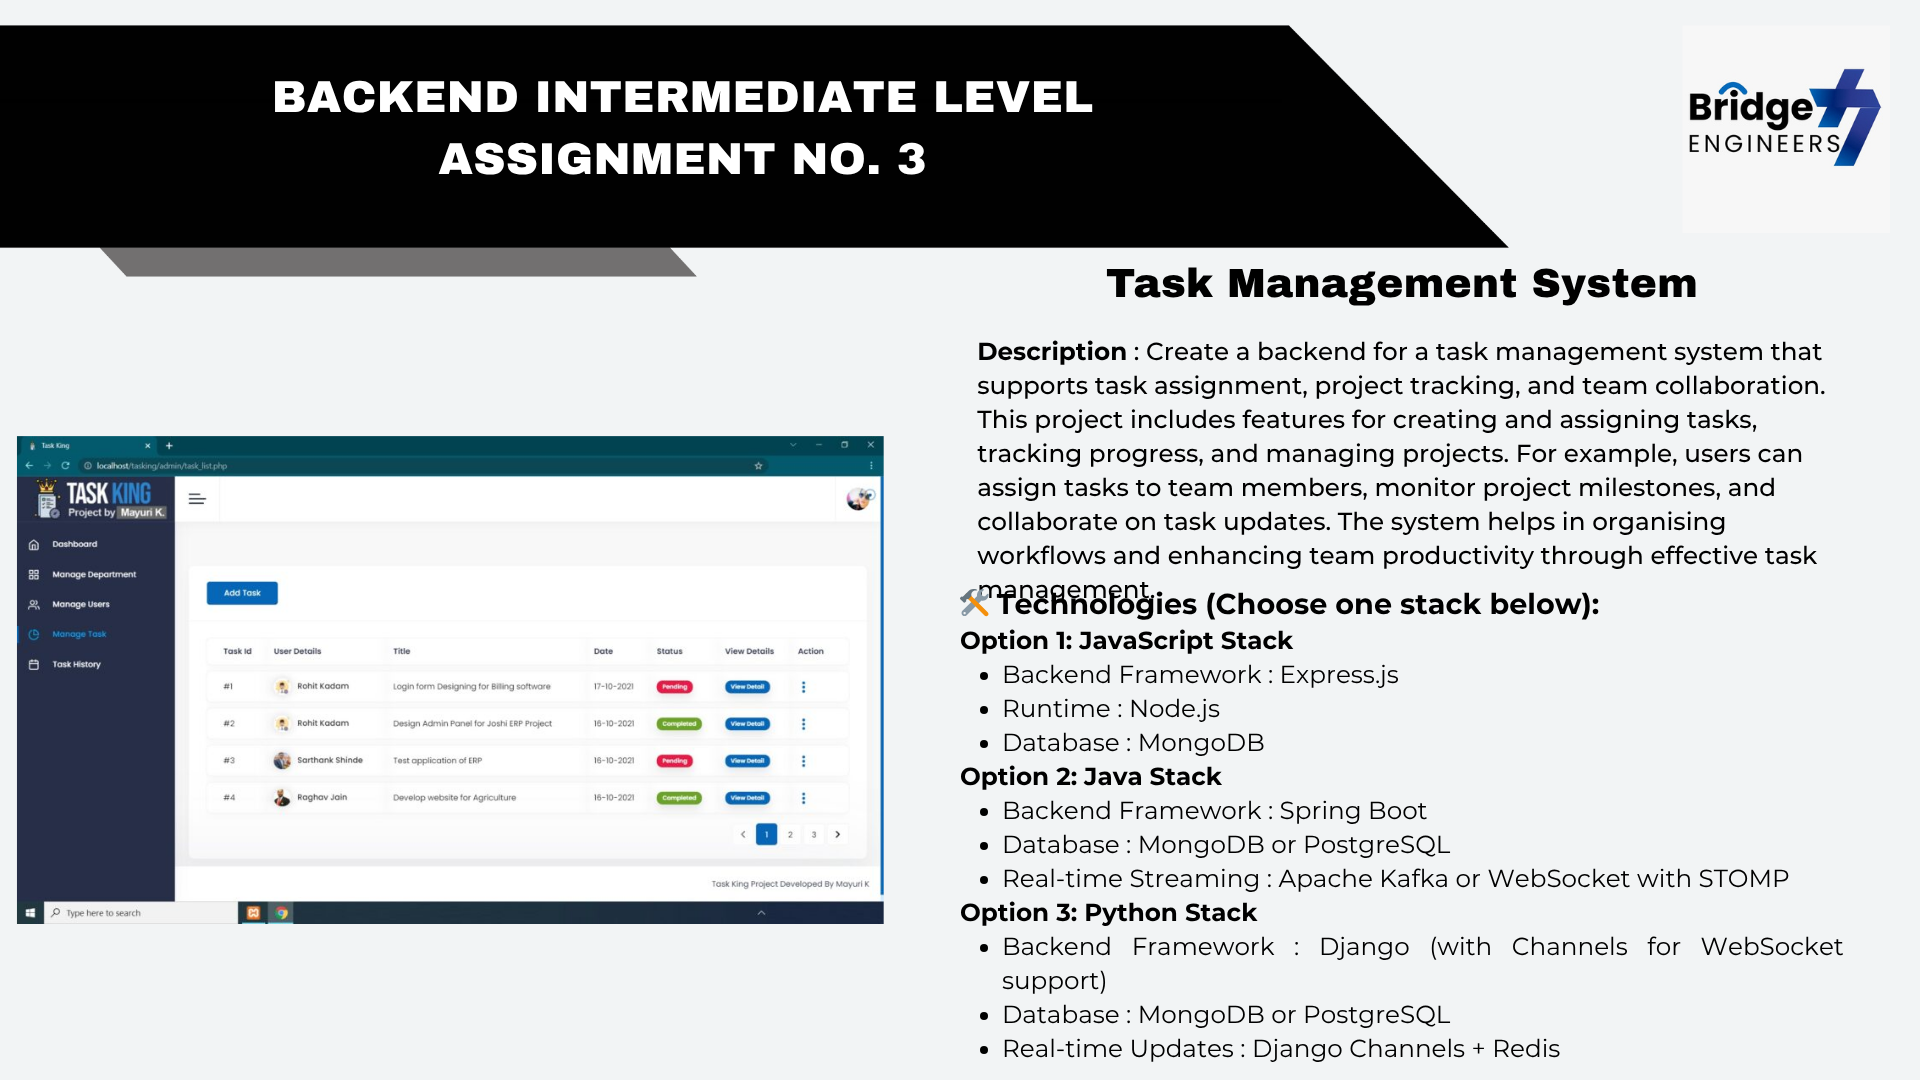 BACKEND INTERMEDIATE LEVEL
ASSIGNMENT NO. 3
Bridge
ENGINEERS
Task Management System
Description : Create a backend for a task management system that
supports task assignment, project tracking, and team collaboration.
This project includes features for creating and assigning tasks,
tracking progress, and managing projects. For example, users can
assign tasks to team members, monitor project milestones, and
collaborate on task updates. The system helps in organising
workflows and enhancing team productivity through effective task
management.
🛠 Technologies (Choose one stack below):
Option 1: JavaScript Stack
• Backend Framework : Express.js
• Runtime : Node.js
• Database : MongoDB
Option 2: Java Stack
• Backend Framework : Spring Boot
• Database : MongoDB or PostgreSQL
• Real-time Streaming : Apache Kafka or WebSocket with STOMP
Option 3: Python Stack
• Backend Framework : Django (with Channels for WebSocket
support)
• Database : MongoDB or PostgreSQL
• Real-time Updates : Django Channels + Redis
Task King
localhost/tasking/admin/task_list.php
TASK KING
Project by Mayuri K.
Dashboard
Manage Department
Manage Users
Manage Task
Task History
Add Task
Task Id User Details Title Date Status View Details Action
#1 Rohit Kadam Login form Designing for Billing software 17-10-2021 Pending View Detail
#2 Rohit Kadam Design Admin Panel for Joshi ERP Project 16-10-2021 Completed View Detail
#3 Sarthank Shinde Test application of ERP 16-10-2021 Pending View Detail
#4 Raghav Jain Develop website for Agriculture 16-10-2021 Completed View Detail
< 1 2 3 >
Task King Project Developed By Mayuri K
Type here to search